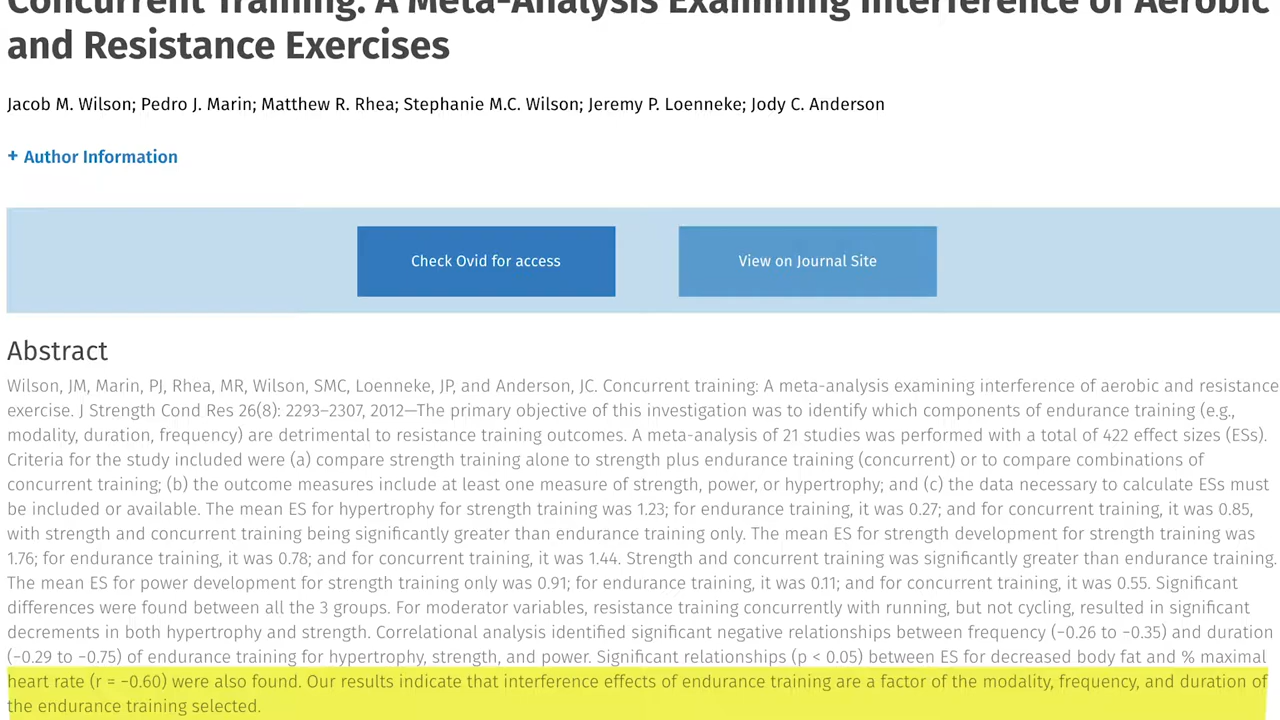 Concurrent Training: A Meta-Analysis Examining Interference of Aerobic
and Resistance Exercises
Jacob M. Wilson; Pedro J. Marin; Matthew R. Rhea; Stephanie M.C. Wilson; Jeremy P. Loenneke; Jody C. Anderson
+ Author Information
Check Ovid for access
View on Journal Site
Abstract
Wilson, JM, Marin, PJ, Rhea, MR, Wilson, SMC, Loenneke, JP, and Anderson, JC. Concurrent training: A meta-analysis examining interference of aerobic and resistance
exercise. J Strength Cond Res 26(8): 2293–2307, 2012—The primary objective of this investigation was to identify which components of endurance training (e.g.,
modality, duration, frequency) are detrimental to resistance training outcomes. A meta-analysis of 21 studies was performed with a total of 422 effect sizes (ESs).
Criteria for the study included were (a) compare strength training alone to strength plus endurance training (concurrent) or to compare combinations of
concurrent training; (b) the outcome measures include at least one measure of strength, power, or hypertrophy; and (c) the data necessary to calculate ESs must
be included or available. The mean ES for hypertrophy for strength training was 1.23; for endurance training, it was 0.27; and for concurrent training, it was 0.85,
with strength and concurrent training being significantly greater than endurance training only. The mean ES for strength development for strength training was
1.76; for endurance training, it was 0.78; and for concurrent training, it was 1.44. Strength and concurrent training was significantly greater than endurance training.
The mean ES for power development for strength training only was 0.91; for endurance training, it was 0.11; and for concurrent training, it was 0.55. Significant
differences were found between all the 3 groups. For moderator variables, resistance training concurrently with running, but not cycling, resulted in significant
decrements in both hypertrophy and strength. Correlational analysis identified significant negative relationships between frequency (−0.26 to −0.35) and duration
(−0.29 to −0.75) of endurance training for hypertrophy, strength, and power. Significant relationships (p < 0.05) between ES for decreased body fat and % maximal
heart rate (r = −0.60) were also found. Our results indicate that interference effects of endurance training are a factor of the modality, frequency, and duration of
the endurance training selected.